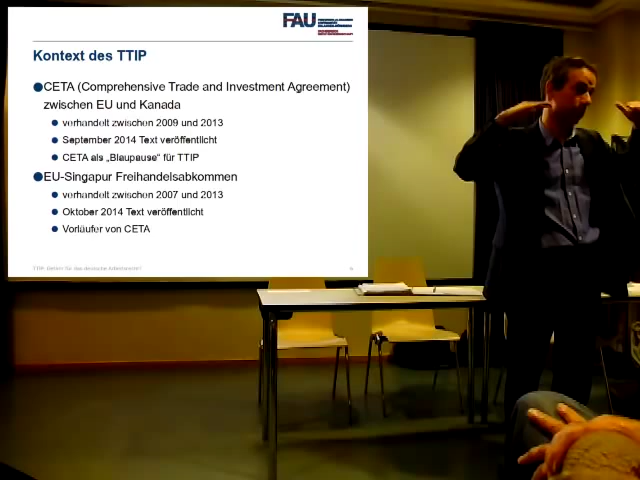 FAU
Kontext des TTIP
CETA (Comprehensive Trade and Investment Agreement)
zwischen EU und Kanada
verhandelt zwischen 2009 und 2013
September 2014 Text veröffentlicht
CETA als „Blaupause“ für TTIP
EU-Singapur Freihandelsabkommen
verhandelt zwischen 2007 und 2013
Oktober 2014 Text veröffentlicht
Vorläufer von CETA